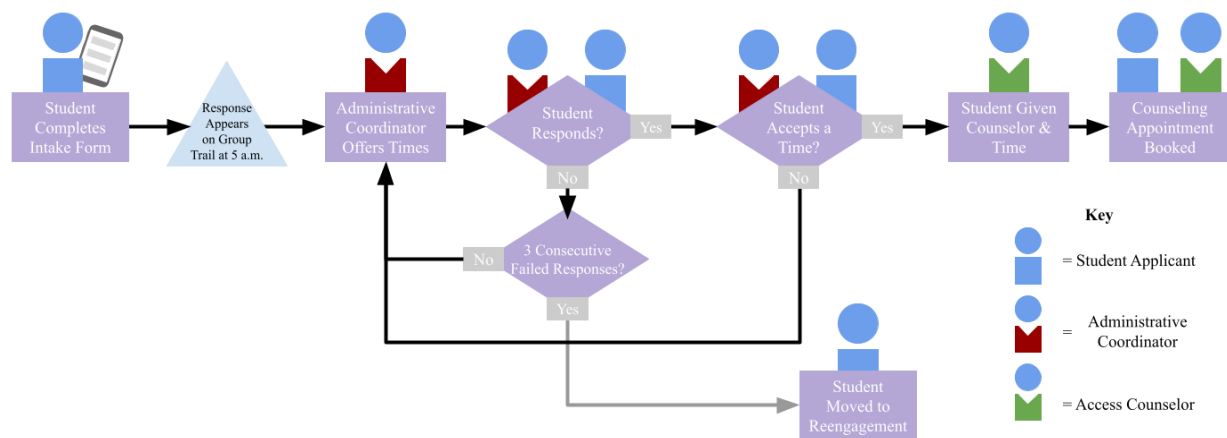 Student
Completes
Intake Form
Response
Appears
on Group
Trail at 5 a.m.
Administrative
Coordinator
Offers Times
Student
Responds?
Yes
No
Student
Accepts a
Time?
Yes
No
Student Given
Counselor &
Time
Counseling
Appointment
Booked
3 Consecutive
Failed Responses?
No
Yes
Student
Moved to
Reengagement
Key
= Student Applicant
= Administrative
Coordinator
= Access Counselor